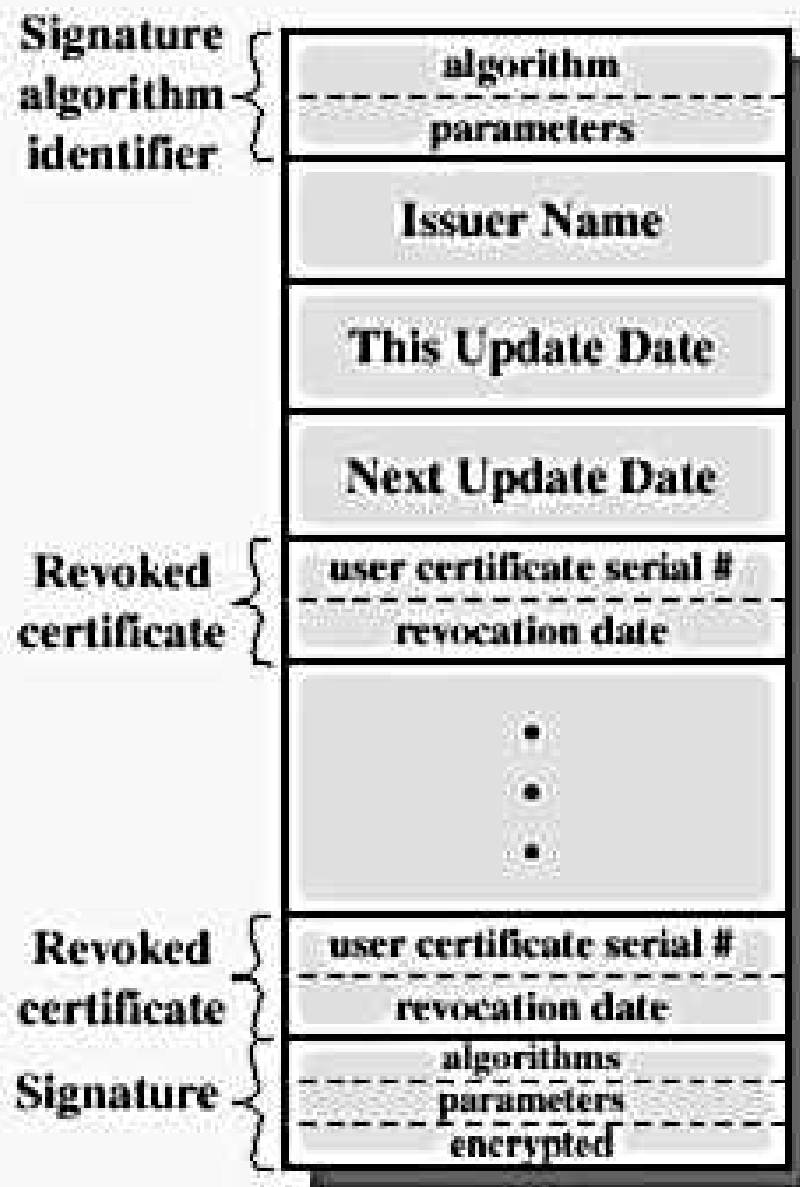 Signature
algorithm
identifier
algorithm
parameters
Issuer Name
This Update Date
Next Update Date
Revoked
certificate
user certificate serial #
revocation date
Revoked
certificate
user certificate serial #
revocation date
Signature
algorithms
parameters
encrypted